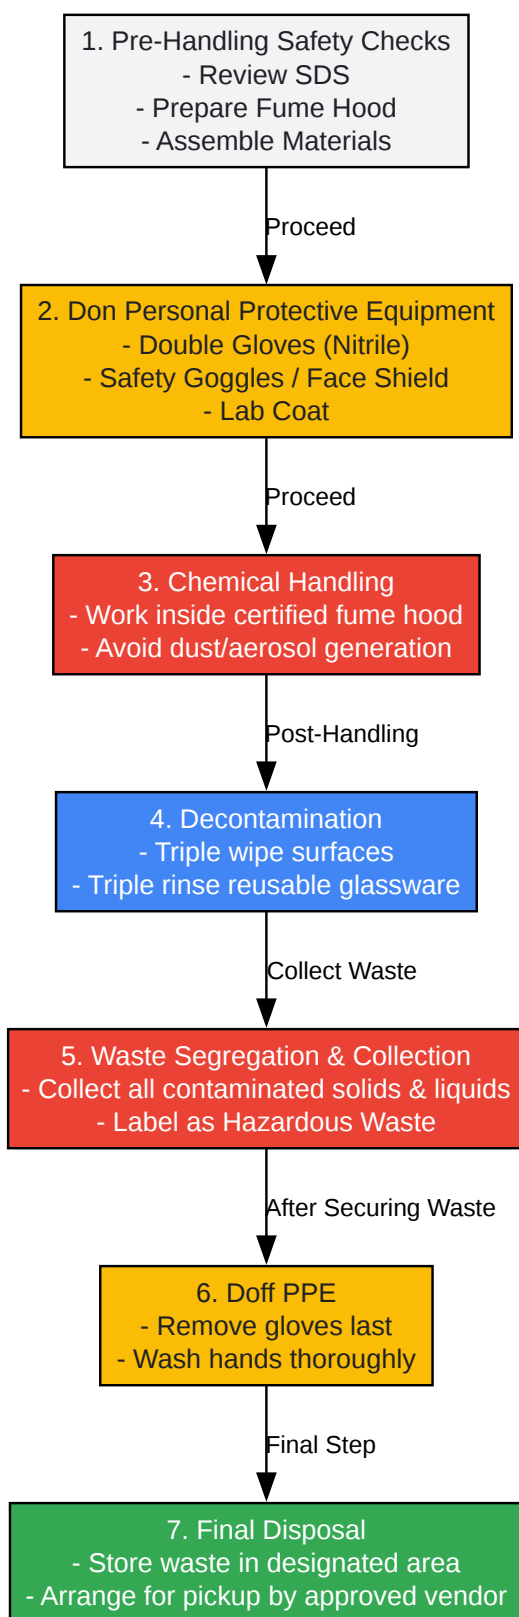 1. Pre-Handling Safety Checks
- Review SDS
- Prepare Fume Hood
- Assemble Materials
Proceed
2. Don Personal Protective Equipment
- Double Gloves (Nitrile)
- Safety Goggles / Face Shield
- Lab Coat
Proceed
3. Chemical Handling
- Work inside certified fume hood
- Avoid dust/aerosol generation
Post-Handling
4. Decontamination
- Triple wipe surfaces
- Triple rinse reusable glassware
Collect Waste
5. Waste Segregation & Collection
- Collect all contaminated solids & liquids
- Label as Hazardous Waste
After Securing Waste
6. Doff PPE
- Remove gloves last
- Wash hands thoroughly
Final Step
7. Final Disposal
- Store waste in designated area
- Arrange for pickup by approved vendor